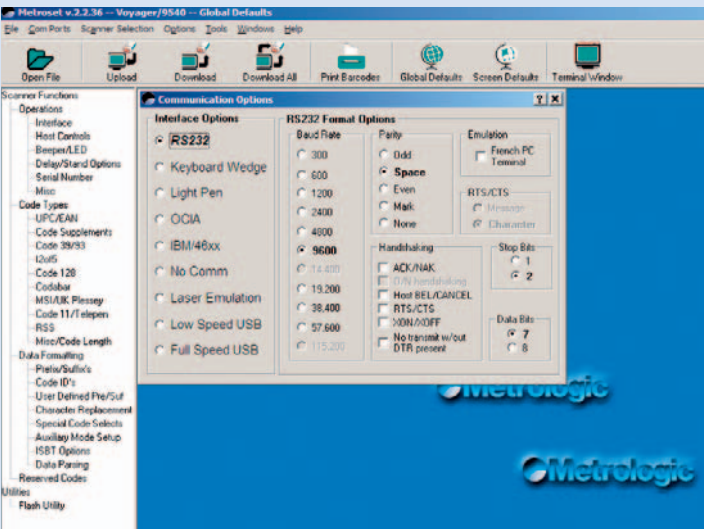 Metroset v.2.2.36 -- Voyager/9540 -- Global Defaults
File Com Ports Scanner Selection Options Tools Windows Help
Open File Upload Download Download All Print Barcodes Global Defaults Screen Defaults Terminal Window
Scanner Functions
Operations
Interface
Host Controls
Beeper/LED
Delay/Stand Options
Serial Number
Misc
Code Types
UPC/EAN
Code Supplements
Code 39/93
I2of5
Code 128
Codabar
MSI/UK Plessey
Code 11/Telepen
RSS
Misc/Code Length
Data Formatting
Prefix/Suffix's
Code ID's
User Defined Pre/Suf
Character Replacement
Special Code Selects
Auxiliary Mode Setup
ISBT Options
Data Parsing
Reserved Codes
Utilities
Flash Utility
Communication Options
Interface Options
RS232
Keyboard Wedge
Light Pen
OCIA
IBM/46xx
No Comm
Laser Emulation
Low Speed USB
Full Speed USB
RS232 Format Options
Baud Rate
300
600
1200
2400
4800
9600
14.400
19.200
38.400
57.600
115.200
Parity
Odd
Space
Even
Mark
None
Emulation
French PC
Terminal
RTS/CTS
Message
Character
Handshaking
ACK/NAK
D/N handshaking
Host BEL/CANCEL
RTS/CTS
XON/XOFF
No transmit w/out
DTR present
Stop Bits
1
2
Data Bits
7
8
Metrologic
Metrologic